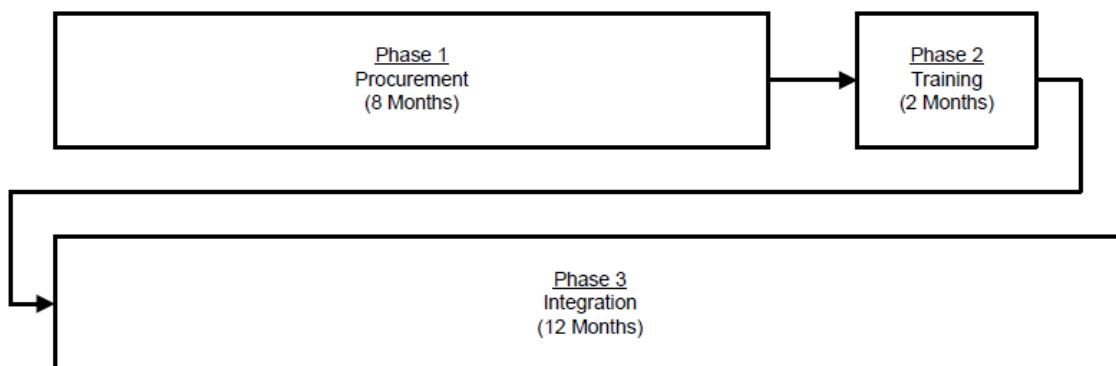 Phase 1
Procurement
(8 Months)
Phase 2
Training
(2 Months)
Phase 3
Integration
(12 Months)